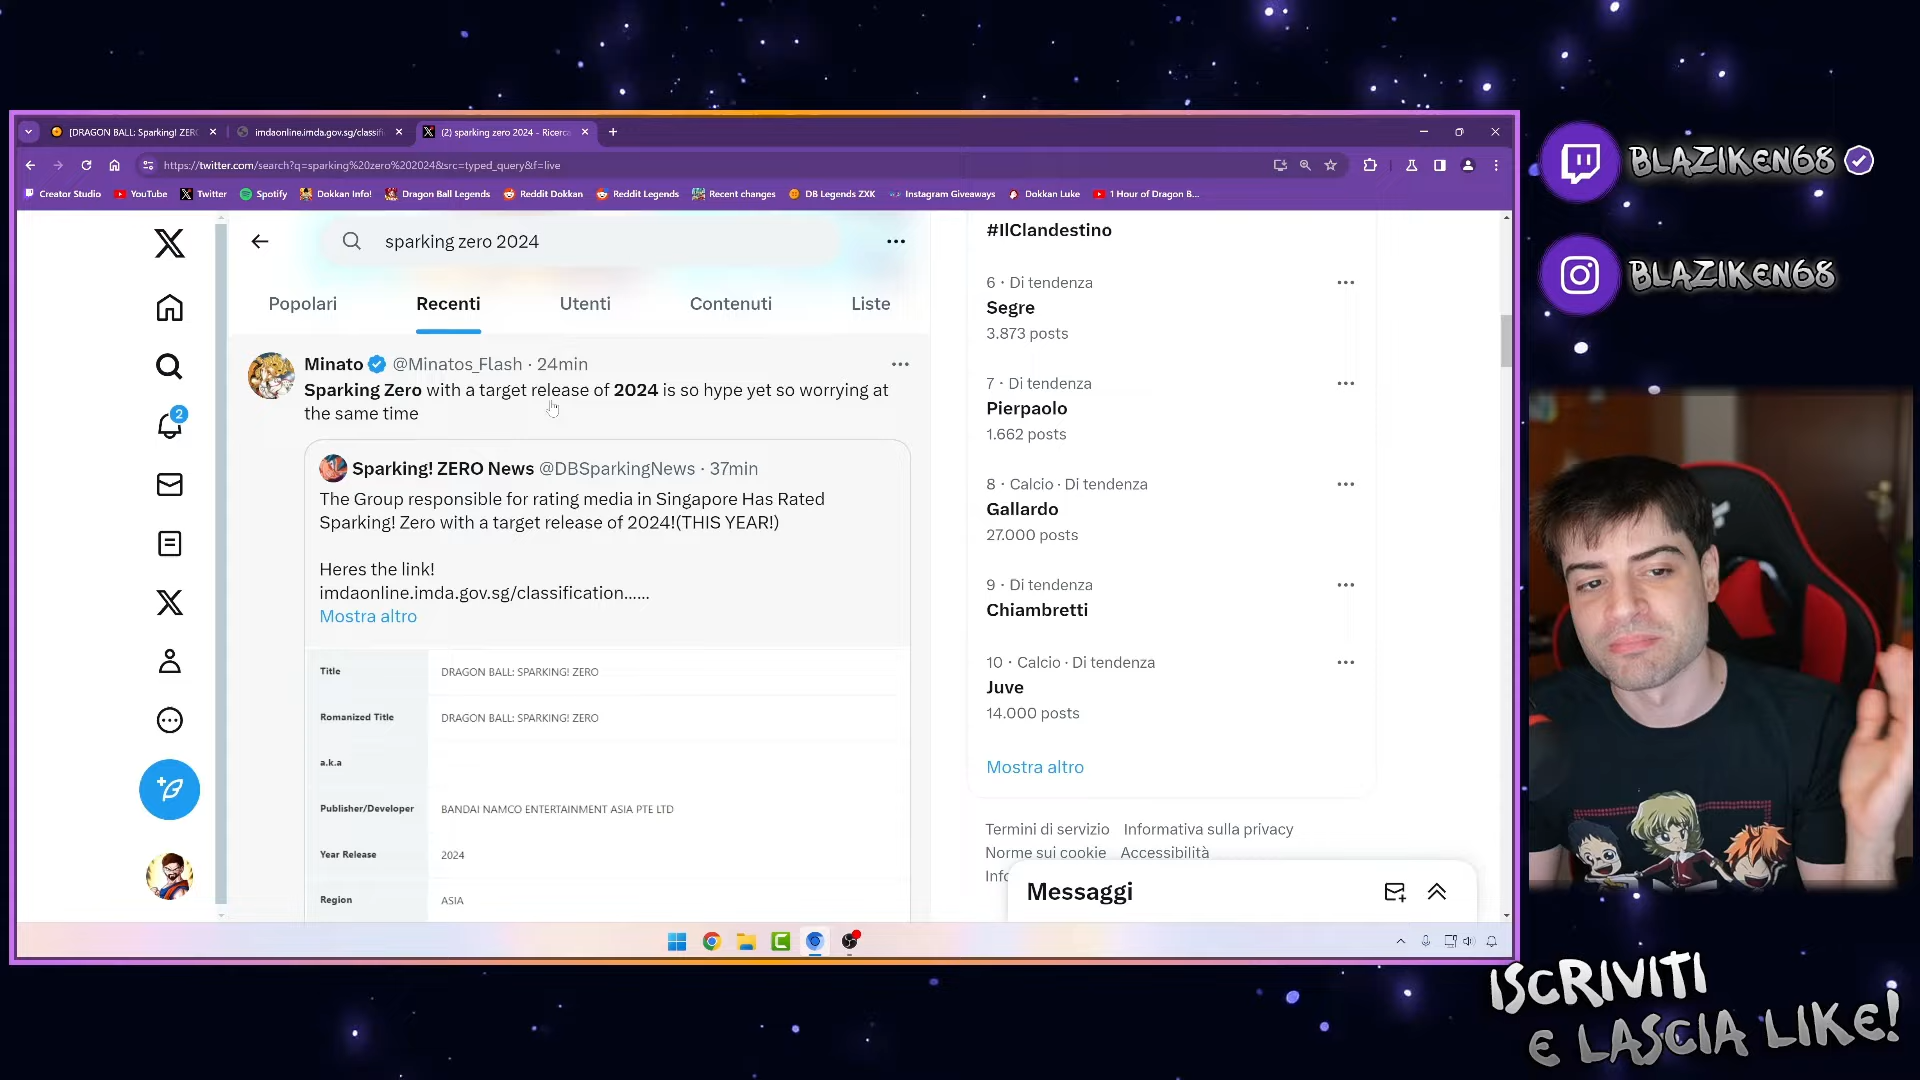 [DRAGON BALL: Sparking! ZERO
imdaonline.imda.gov.sg/classifi
(2) sparking zero 2024 - Ricerca
https://twitter.com/search?q=sparking%20zero%202024&src=typed_query&f=live
Creator Studio
YouTube
Twitter
Spotify
Dokkan Info!
Dragon Ball Legends
Reddit Dokkan
Reddit Legends
Recent changes
DB Legends ZXK
Instagram Giveaways
Dokkan Luke
1 Hour of Dragon B...
sparking zero 2024
Popolari
Recenti
Utenti
Contenuti
Liste
2
Minato @Minatos_Flash · 24min
Sparking Zero with a target release of 2024 is so hype yet so worrying at
the same time
Sparking! ZERO News @DBSparkingNews · 37min
The Group responsible for rating media in Singapore Has Rated
Sparking! Zero with a target release of 2024!(THIS YEAR!)
Heres the link!
imdaonline.imda.gov.sg/classification......
Mostra altro
Title DRAGON BALL: SPARKING! ZERO
Romanized Title DRAGON BALL: SPARKING! ZERO
a.k.a
Publisher/Developer BANDAI NAMCO ENTERTAINMENT ASIA PTE LTD
Year Release 2024
Region ASIA
#IlClandestino
6 · Di tendenza
Segre
3.873 posts
7 · Di tendenza
Pierpaolo
1.662 posts
8 · Calcio · Di tendenza
Gallardo
27.000 posts
9 · Di tendenza
Chiambretti
10 · Calcio · Di tendenza
Juve
14.000 posts
Mostra altro
Termini di servizio Informativa sulla privacy
Norme sui cookie Accessibilità
Messaggi
BLAZIKEN68
BLAZIKEN68
ISCRIVITI
E LASCIA LIKE!